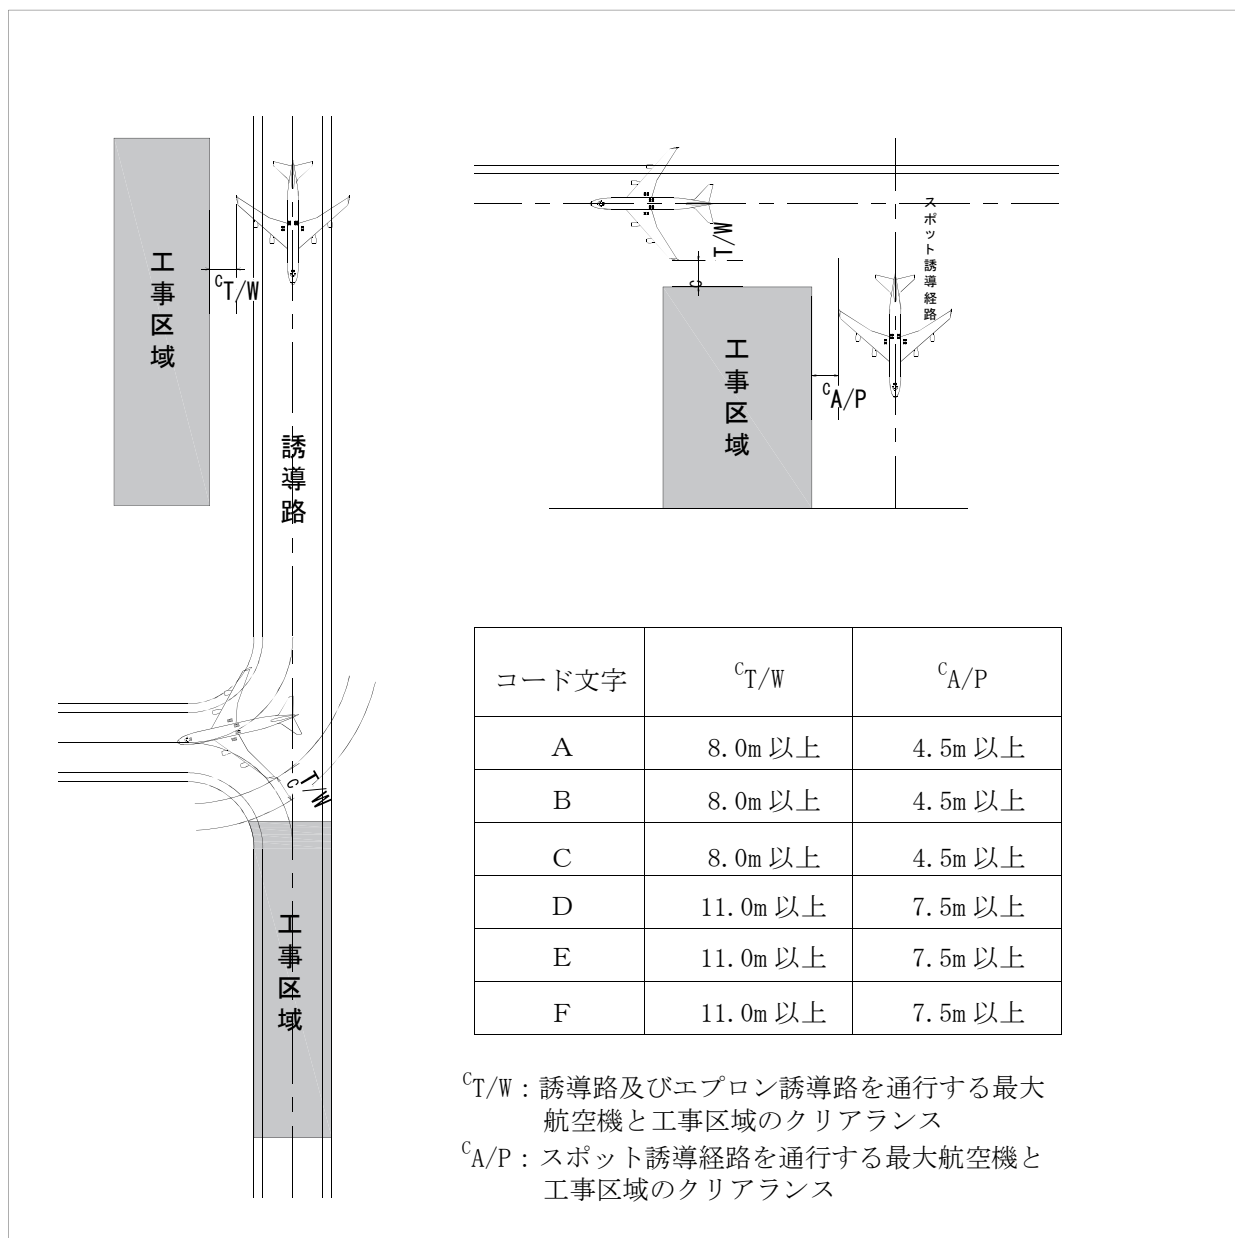 工事区域
CT/W
誘導路
CT/W
工事区域
CT/W
スポット誘導経路
工事区域
CA/P
コード文字 CT/W CA/P
A 8.0m以上 4.5m以上
B 8.0m以上 4.5m以上
C 8.0m以上 4.5m以上
D 11.0m以上 7.5m以上
E 11.0m以上 7.5m以上
F 11.0m以上 7.5m以上
CT/W：誘導路及びエプロン誘導路を通行する最大
航空機と工事区域のクリアランス
CA/P：スポット誘導経路を通行する最大航空機と
工事区域のクリアランス